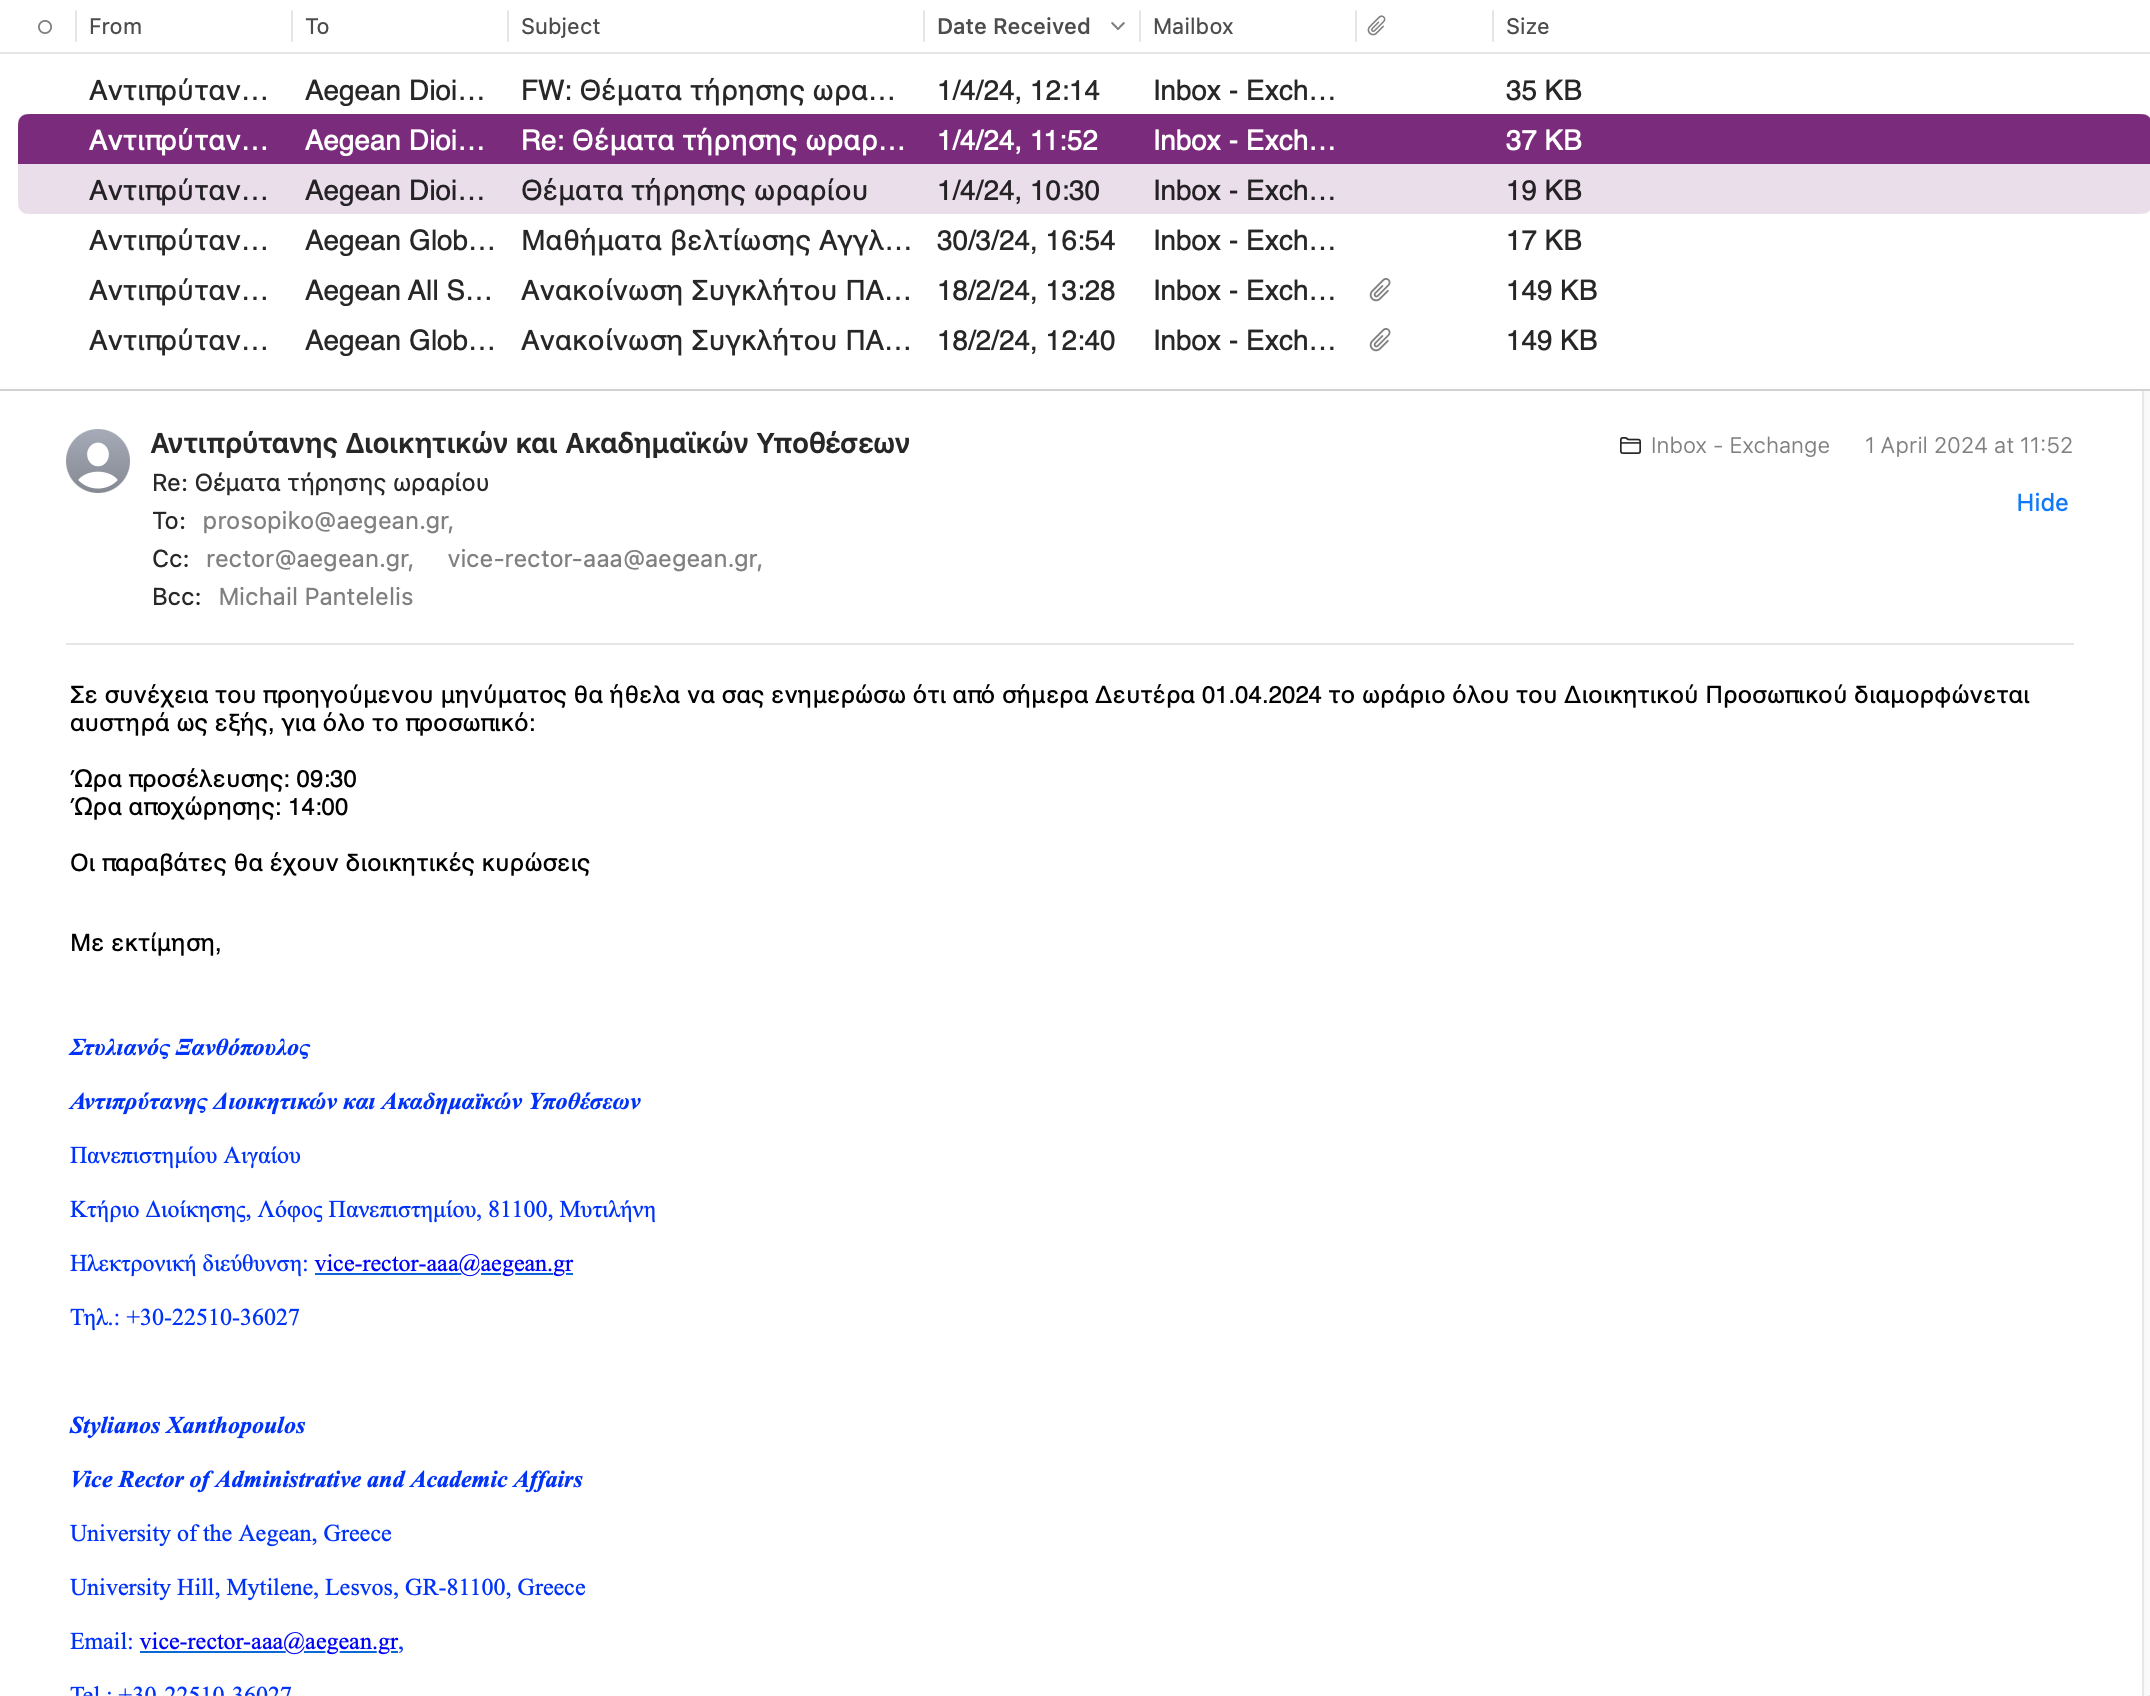 From To Subject Date Received Mailbox Size
Αντιπρύταν... Aegean Dioi... FW: Θέματα τήρησης ωρα... 1/4/24, 12:14 Inbox - Exch... 35 KB
Αντιπρύταν... Aegean Dioi... Re: Θέματα τήρησης ωραρ... 1/4/24, 11:52 Inbox - Exch... 37 KB
Αντιπρύταν... Aegean Dioi... Θέματα τήρησης ωραρίου 1/4/24, 10:30 Inbox - Exch... 19 KB
Αντιπρύταν... Aegean Glob... Μαθήματα βελτίωσης Αγγλ... 30/3/24, 16:54 Inbox - Exch... 17 KB
Αντιπρύταν... Aegean All S... Ανακοίνωση Συγκλήτου ΠΑ... 18/2/24, 13:28 Inbox - Exch... 149 KB
Αντιπρύταν... Aegean Glob... Ανακοίνωση Συγκλήτου ΠΑ... 18/2/24, 12:40 Inbox - Exch... 149 KB
Αντιπρύτανης Διοικητικών και Ακαδημαϊκών Υποθέσεων Inbox - Exchange 1 April 2024 at 11:52
Re: Θέματα τήρησης ωραρίου
Hide
To: prosopiko@aegean.gr,
Cc: rector@aegean.gr, vice-rector-aaa@aegean.gr,
Bcc: Michail Pantelelis
Σε συνέχεια του προηγούμενου μηνύματος θα ήθελα να σας ενημερώσω ότι από σήμερα Δευτέρα 01.04.2024 το ωράριο όλου του Διοικητικού Προσωπικού διαμορφώνεται
αυστηρά ως εξής, για όλο το προσωπικό:
Ώρα προσέλευσης: 09:30
Ώρα αποχώρησης: 14:00
Οι παραβάτες θα έχουν διοικητικές κυρώσεις
Με εκτίμηση,
Στυλιανός Ξανθόπουλος
Αντιπρύτανης Διοικητικών και Ακαδημαϊκών Υποθέσεων
Πανεπιστημίου Αιγαίου
Κτήριο Διοίκησης, Λόφος Πανεπιστημίου, 81100, Μυτιλήνη
Ηλεκτρονική διεύθυνση: vice-rector-aaa@aegean.gr
Τηλ.: +30-22510-36027
Stylianos Xanthopoulos
Vice Rector of Administrative and Academic Affairs
University of the Aegean, Greece
University Hill, Mytilene, Lesvos, GR-81100, Greece
Email: vice-rector-aaa@aegean.gr,
Tel.: +30-22510-36027